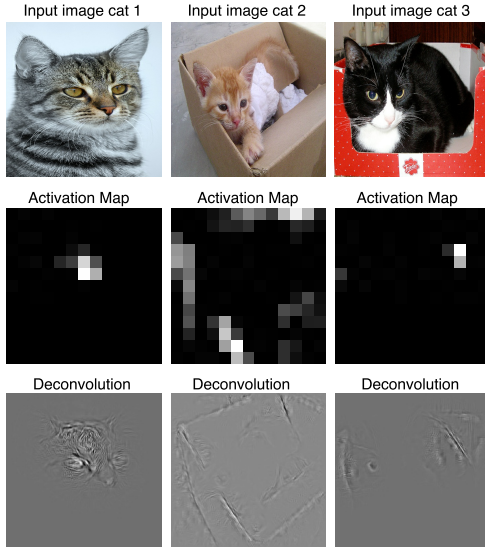 Input image cat 1
Input image cat 2
Input image cat 3
Activation Map
Activation Map
Activation Map
Deconvolution
Deconvolution
Deconvolution